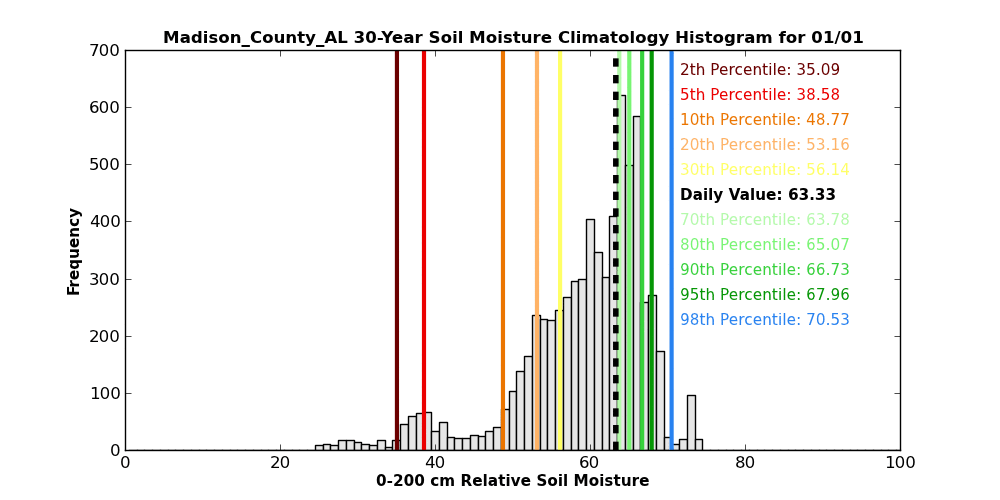 Madison_County_AL 30-Year Soil Moisture Climatology Histogram for 01/01
700
600
500
400
300
200
100
0
Frequency
2th Percentile: 35.09
5th Percentile: 38.58
10th Percentile: 48.77
20th Percentile: 53.16
30th Percentile: 56.14
Daily Value: 63.33
70th Percentile: 63.78
80th Percentile: 65.07
90th Percentile: 66.73
95th Percentile: 67.96
98th Percentile: 70.53
0 20 40 60 80 100
0-200 cm Relative Soil Moisture